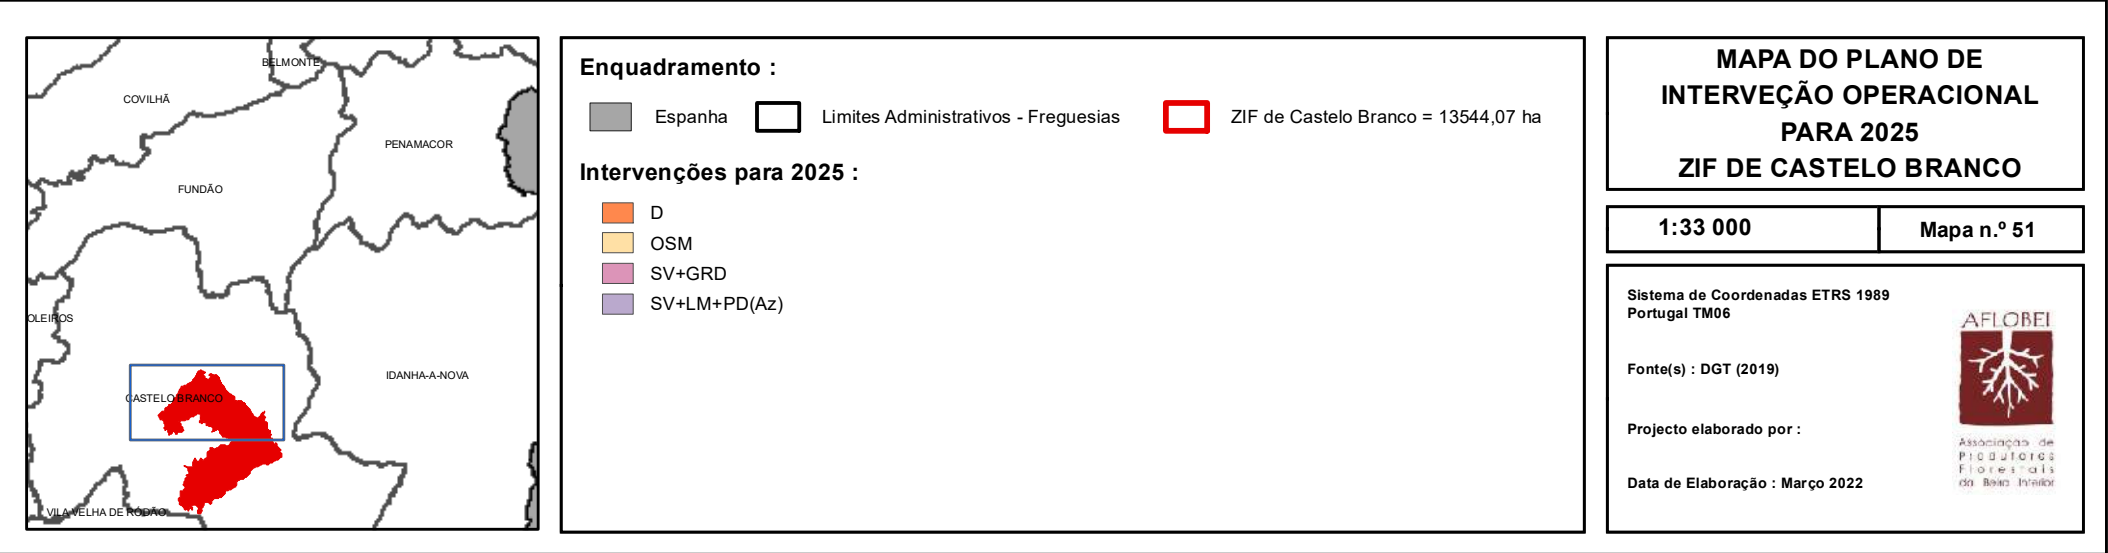 BELMONTE
COVILHÃ
PENAMACOR
FUNDÃO
OLEIROS
IDANHA-A-NOVA
CASTELO BRANCO
VILA VELHA DE RÓDÃO
Enquadramento :
Espanha
Limites Administrativos - Freguesias
ZIF de Castelo Branco = 13544,07 ha
Intervenções para 2025 :
D
OSM
SV+GRD
SV+LM+PD(Az)
MAPA DO PLANO DE
INTERVEÇÃO OPERACIONAL
PARA 2025
ZIF DE CASTELO BRANCO
1:33 000
Mapa n.º 51
Sistema de Coordenadas ETRS 1989
Portugal TM06
Fonte(s) : DGT (2019)
Projecto elaborado por :
Data de Elaboração : Março 2022
AFLOBEI
Associação de
Produtores
Florestais
da Beira Interior